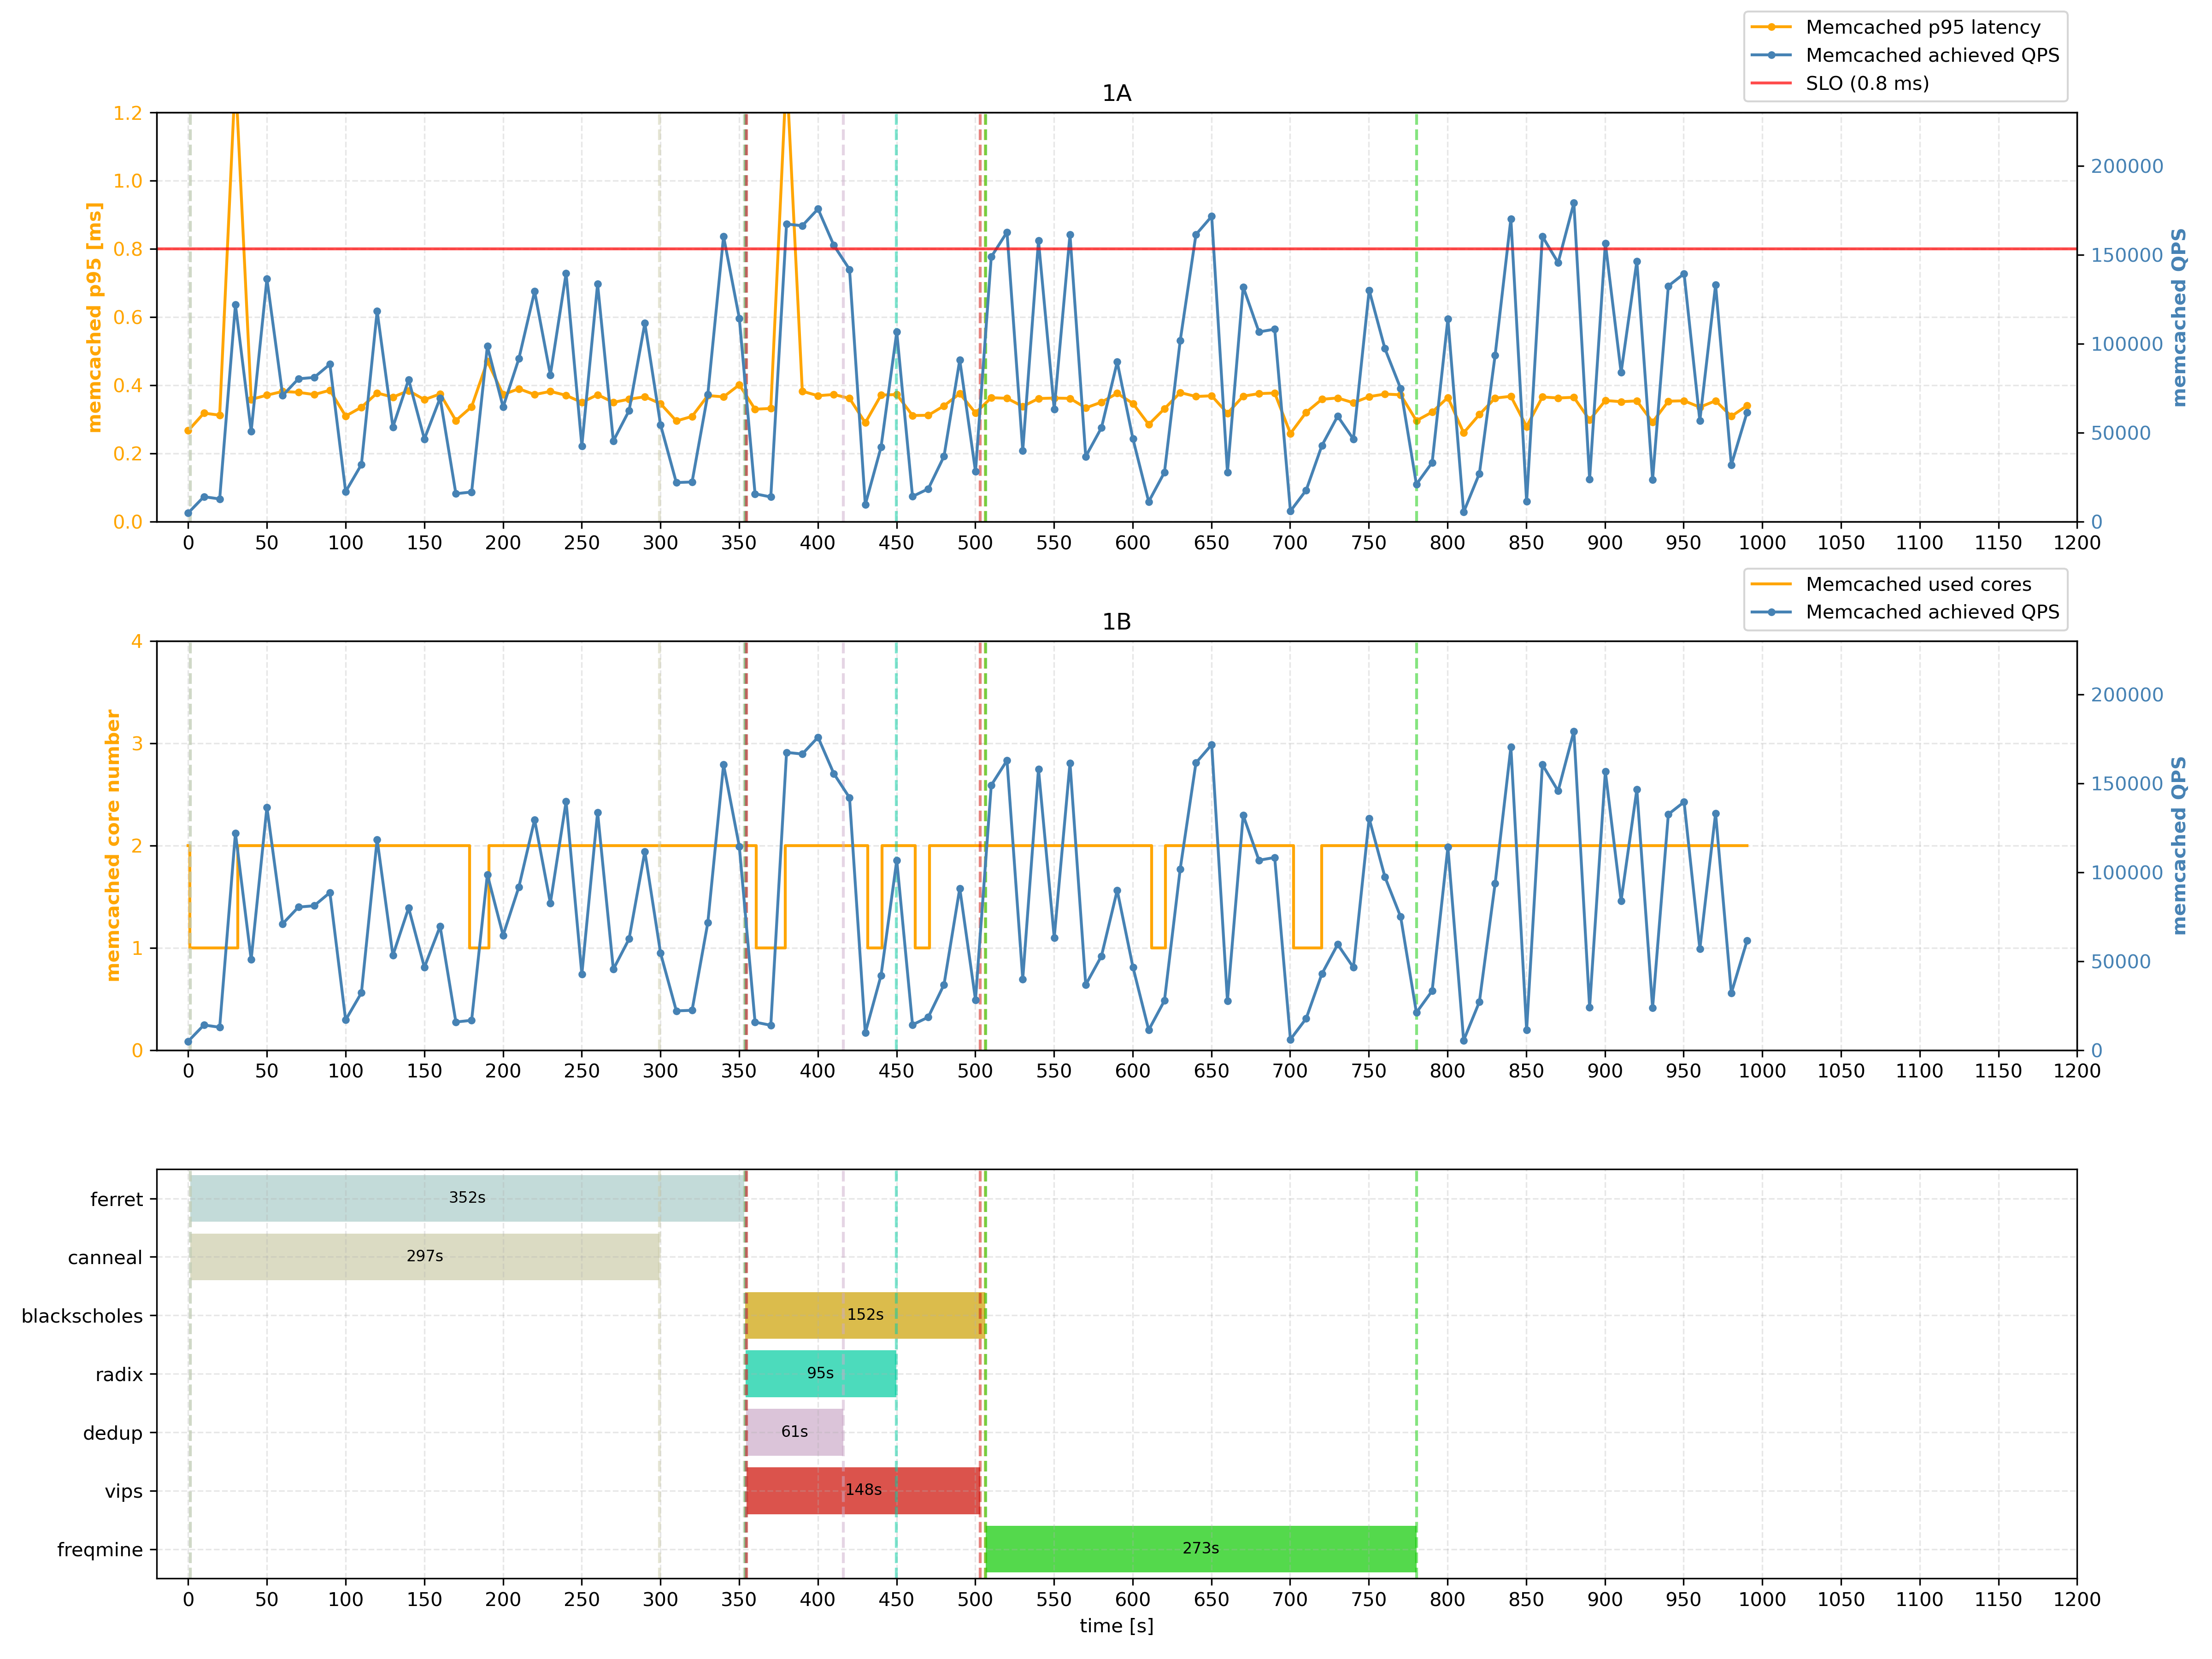 Memcached p95 latency
Memcached achieved QPS
SLO (0.8 ms)
1A
memcached p95 [ms]
1.2
1.0
0.8
0.6
0.4
0.2
0.0
200000
150000
100000
50000
0
memcached QPS
0 50 100 150 200 250 300 350 400 450 500 550 600 650 700 750 800 850 900 950 1000 1050 1100 1150 1200
Memcached used cores
Memcached achieved QPS
1B
memcached core number
4
3
2
1
0
200000
150000
100000
50000
0
memcached QPS
0 50 100 150 200 250 300 350 400 450 500 550 600 650 700 750 800 850 900 950 1000 1050 1100 1150 1200
ferret 352s
canneal 297s
blackscholes 152s
radix 95s
dedup 61s
vips 148s
freqmine 273s
0 50 100 150 200 250 300 350 400 450 500 550 600 650 700 750 800 850 900 950 1000 1050 1100 1150 1200
time [s]